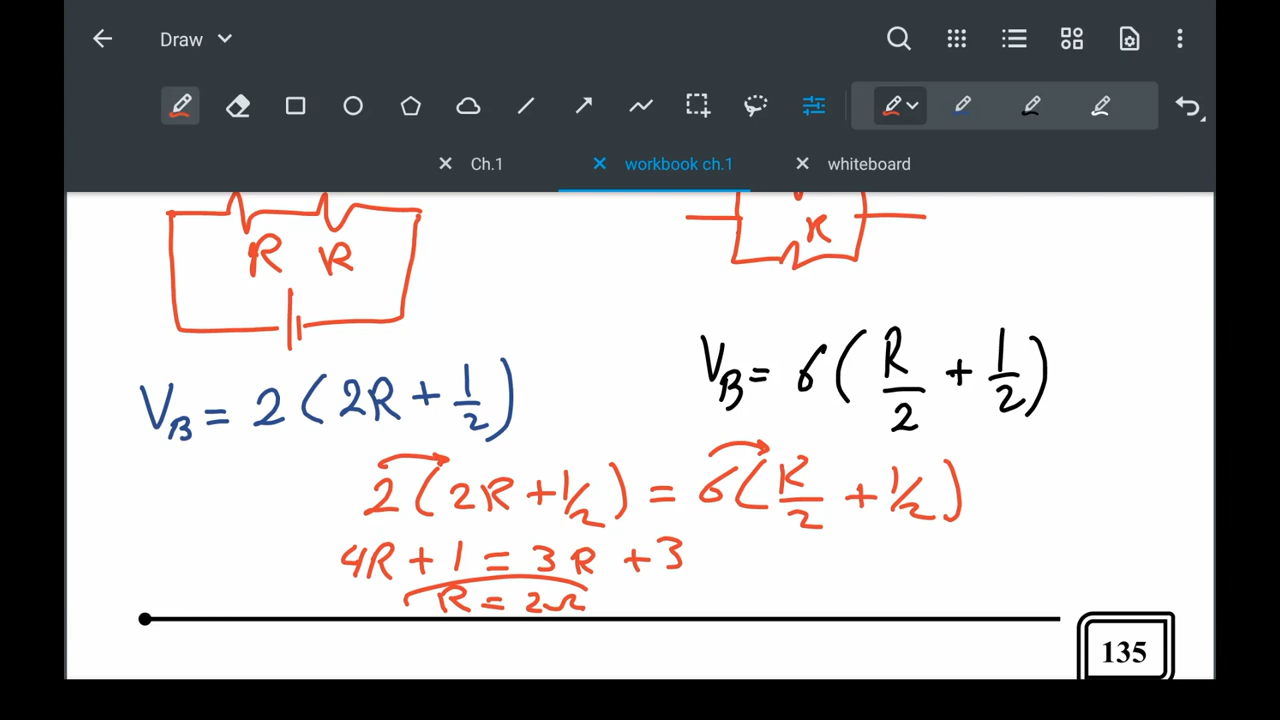 Draw
Ch.1
workbook ch.1
whiteboard
R R
R
V_B = 2 ( 2R + 1/2 )
V_B = 6 ( R/2 + 1/2 )
2 ( 2R + 1/2 ) = 6 ( R/2 + 1/2 )
4R + 1 = 3R + 3
R = 2Ω
135